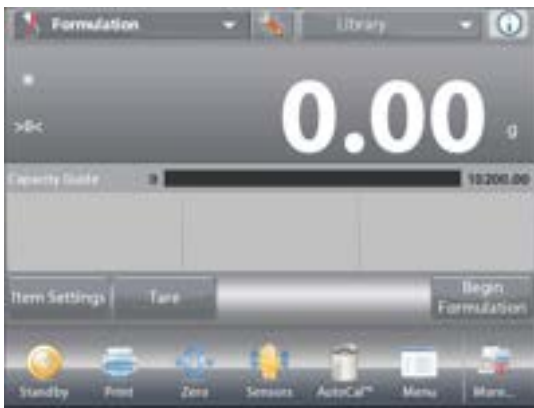 Formulation
Library
>0<
0.00 g
Capacity Guide 0 10200.00
Item Settings
Tare
Begin
Formulation
Standby
Print
Zero
Sensors
AutoCal™
Menu
More...